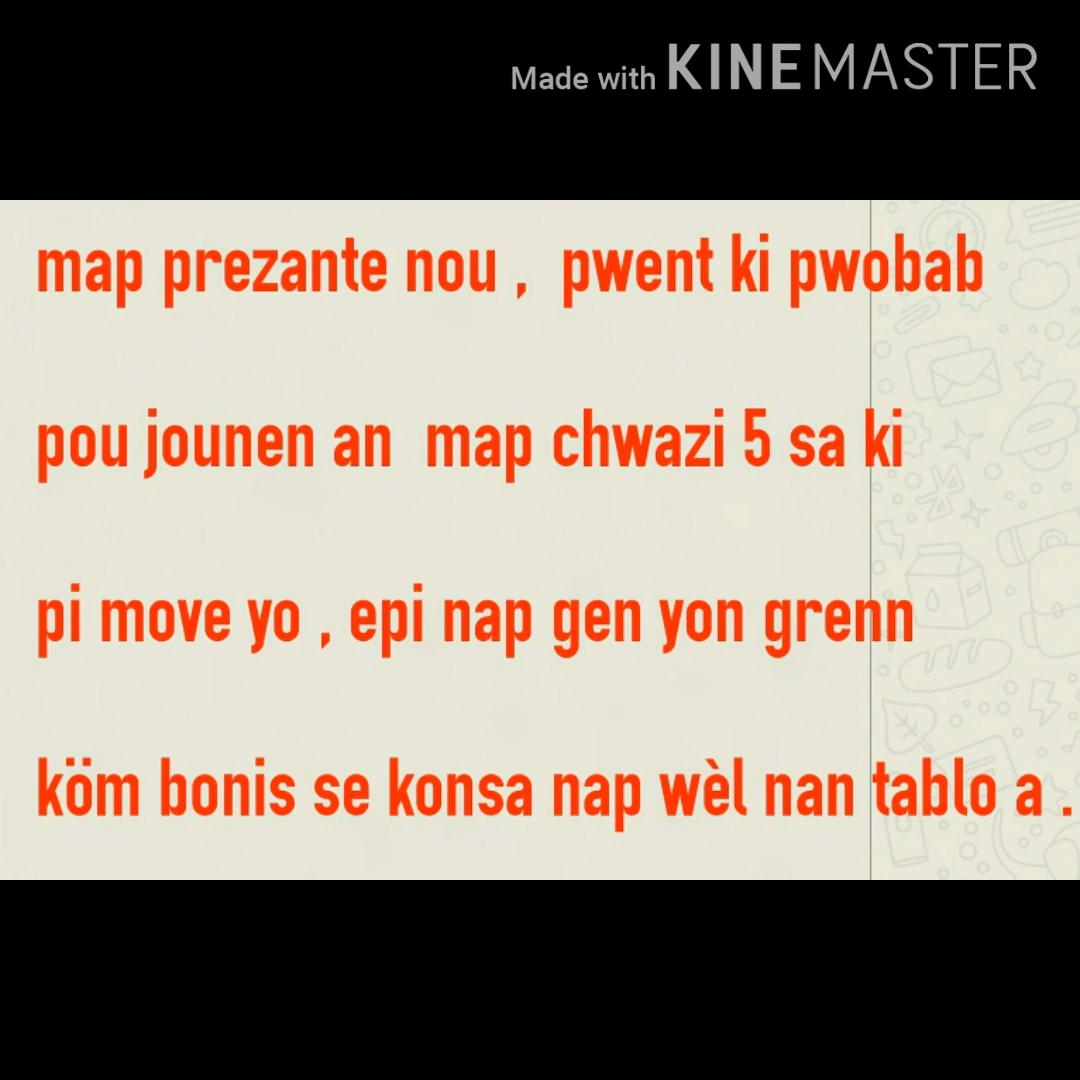 Made with KINEMASTER
map prezante nou , pwent ki pwobab
pou jounen an map chwazi 5 sa ki
pi move yo , epi nap gen yon grenn
köm bonis se konsa nap wèl nan tablo a .